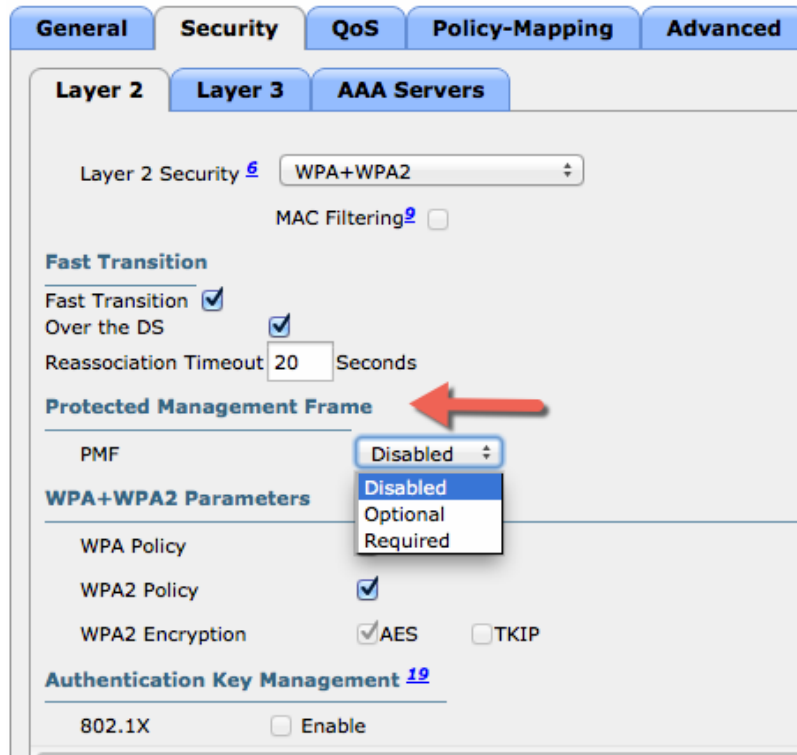 General Security QoS Policy-Mapping Advanced
Layer 2 Layer 3 AAA Servers
Layer 2 Security 6 WPA+WPA2
MAC Filtering 9
Fast Transition
Fast Transition
Over the DS
Reassociation Timeout 20 Seconds
Protected Management Frame
PMF Disabled
Disabled
WPA+WPA2 Parameters
Optional
WPA Policy Required
WPA2 Policy
WPA2 Encryption AES TKIP
Authentication Key Management 19
802.1X Enable